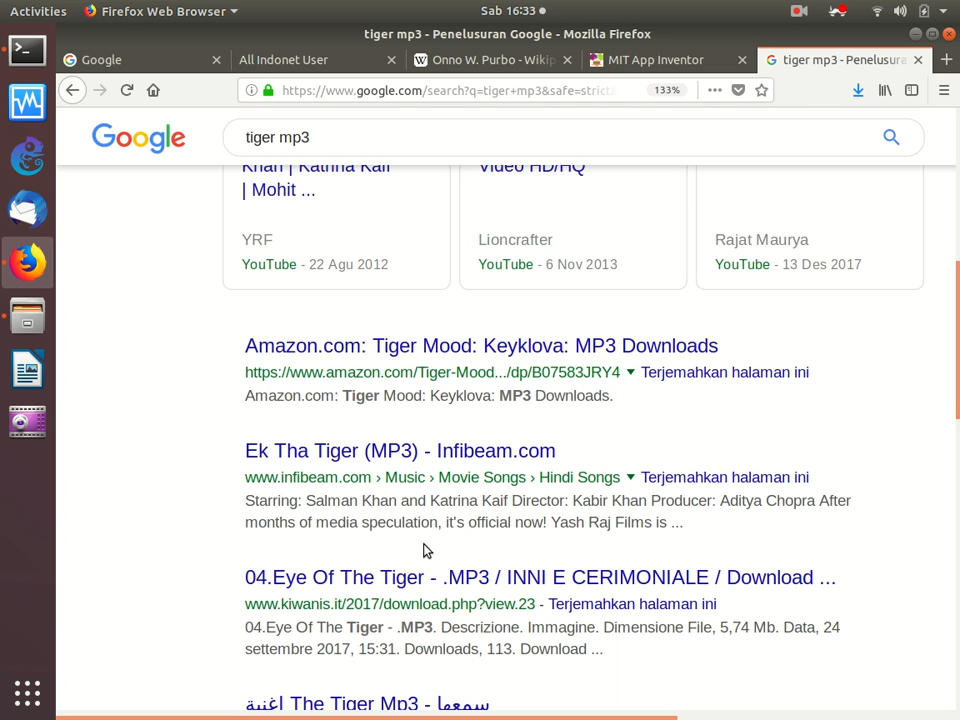 Activities
Firefox Web Browser
Sab 16:33
tiger mp3 - Penelusuran Google - Mozilla Firefox
Google
All Indonet User
Onno W. Purbo - Wikip
MIT App Inventor
tiger mp3 - Penelusura
https://www.google.com/search?q=tiger+mp3&safe=strict
133%
Google
tiger mp3
Khan | Katrina Kaif
| Mohit ...
YRF
YouTube - 22 Agu 2012
Video HD/HQ
Lioncrafter
YouTube - 6 Nov 2013
Rajat Maurya
YouTube - 13 Des 2017
Amazon.com: Tiger Mood: Keyklova: MP3 Downloads
https://www.amazon.com/Tiger-Mood.../dp/B07583JRY4 Terjemahkan halaman ini
Amazon.com: Tiger Mood: Keyklova: MP3 Downloads.
Ek Tha Tiger (MP3) - Infibeam.com
www.infibeam.com › Music › Movie Songs › Hindi Songs Terjemahkan halaman ini
Starring: Salman Khan and Katrina Kaif Director: Kabir Khan Producer: Aditya Chopra After
months of media speculation, it's official now! Yash Raj Films is ...
04.Eye Of The Tiger - .MP3 / INNI E CERIMONIALE / Download ...
www.kiwanis.it/2017/download.php?view.23 - Terjemahkan halaman ini
04.Eye Of The Tiger - .MP3. Descrizione. Immagine. Dimensione File, 5,74 Mb. Data, 24
settembre 2017, 15:31. Downloads, 113. Download ...
اغنية The Tiger Mp3 - سمعها